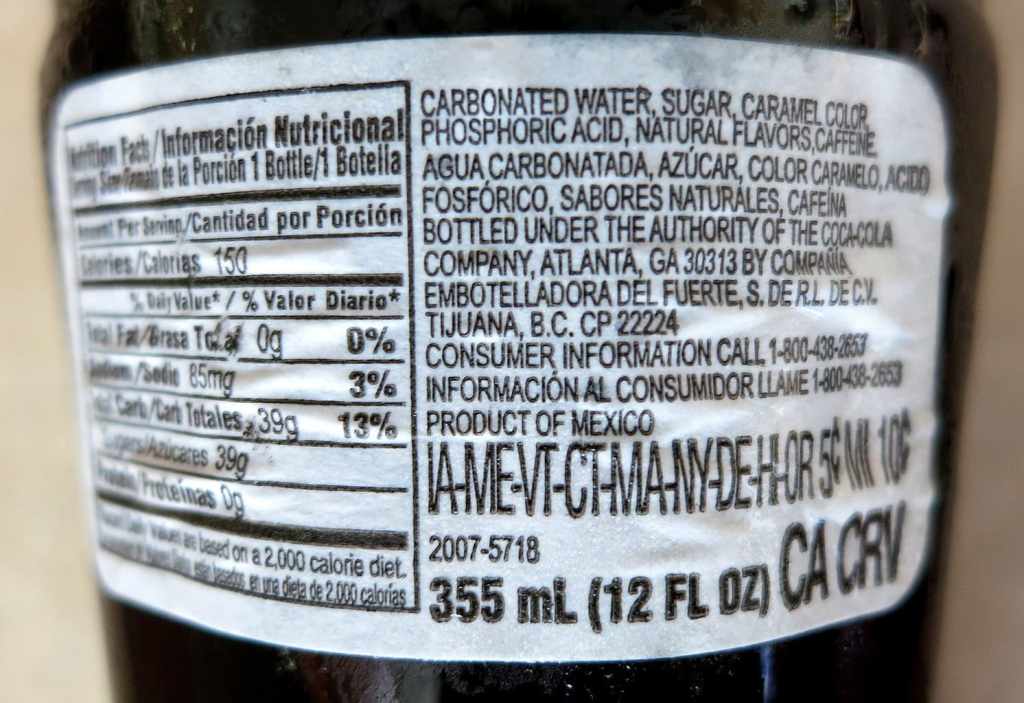 Nutrition Facts/Información Nutricional
Serving Size/Tamaño de la Porción 1 Bottle/1 Botella
Amount Per Serving/Cantidad por Porción
Calories/Calorías 150
% Daily Value* / % Valor Diario*
Total Fat/Grasa Total 0g 0%
Sodium/Sodio 85mg 3%
Total Carb/Carb Totales 39g 13%
Sugars/Azúcares 39g
Protein/Proteínas 0g
values are based on a 2,000 calorie diet.
están basados en una dieta de 2,000 calorías
CARBONATED WATER, SUGAR, CARAMEL COLOR,
PHOSPHORIC ACID, NATURAL FLAVORS, CAFFEINE
AGUA CARBONATADA, AZÚCAR, COLOR CARAMELO, ACIDO
FOSFÓRICO, SABORES NATURALES, CAFEÍNA
BOTTLED UNDER THE AUTHORITY OF THE COCA-COLA
COMPANY, ATLANTA, GA 30313 BY COMPAÑÍA
EMBOTELLADORA DEL FUERTE, S. DE R.L. DE C.V.
TIJUANA, B.C. CP 22224
CONSUMER INFORMATION CALL 1-800-438-2653
INFORMACIÓN AL CONSUMIDOR LLAME 1-800-438-2653
PRODUCT OF MEXICO
IA-ME-VT-CT-MA-NY-DE-HI-OR 5¢ MI 10¢
2007-5718
355 mL (12 FL OZ) CA CRV